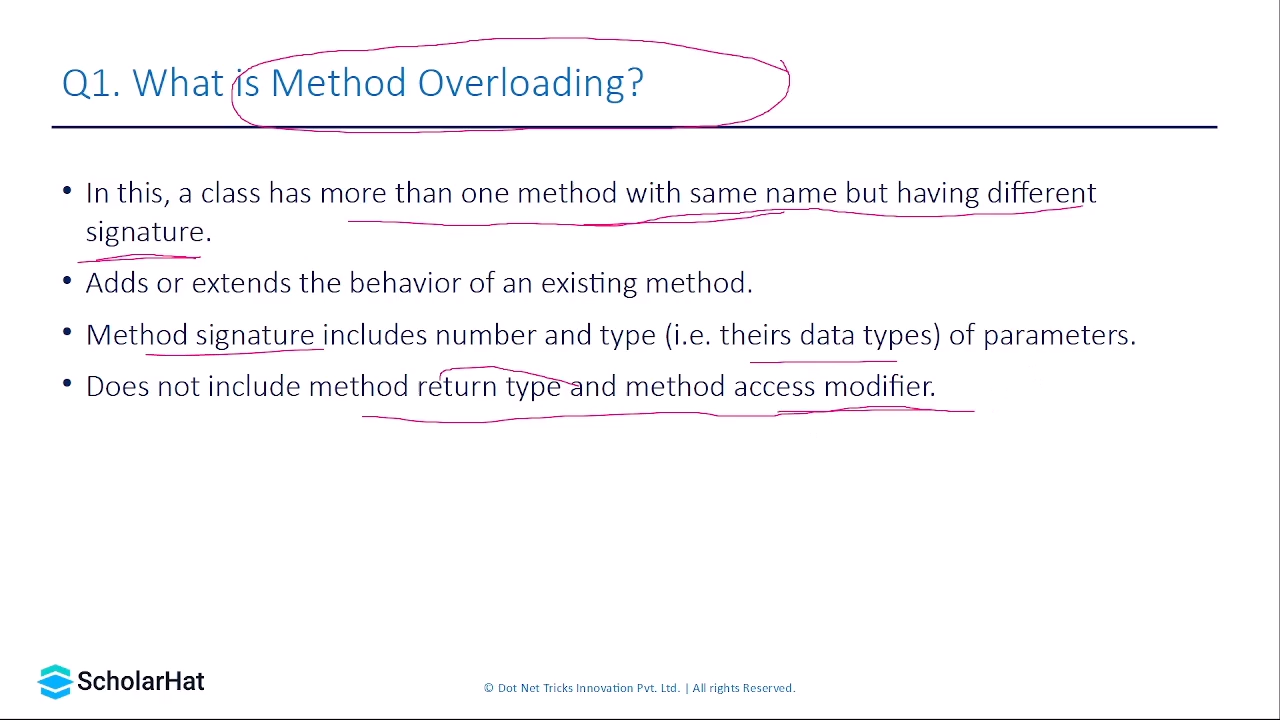 Q1. What is Method Overloading?
• In this, a class has more than one method with same name but having different
signature.
• Adds or extends the behavior of an existing method.
• Method signature includes number and type (i.e. theirs data types) of parameters.
• Does not include method return type and method access modifier.
ScholarHat
© Dot Net Tricks Innovation Pvt. Ltd. | All rights Reserved.